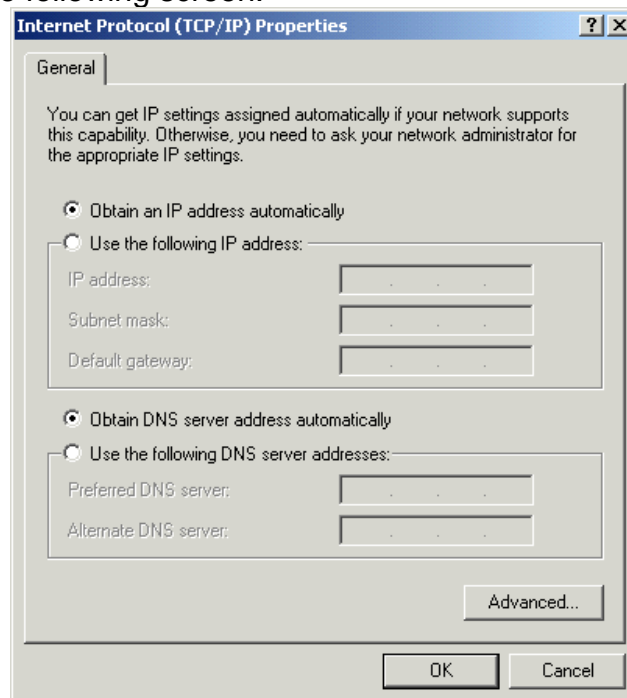 following screen:
Internet Protocol (TCP/IP) Properties
General
You can get IP settings assigned automatically if your network supports
this capability. Otherwise, you need to ask your network administrator for
the appropriate IP settings.
Obtain an IP address automatically
Use the following IP address:
IP address:
Subnet mask:
Default gateway:
Obtain DNS server address automatically
Use the following DNS server addresses:
Preferred DNS server:
Alternate DNS server:
Advanced...
OK Cancel